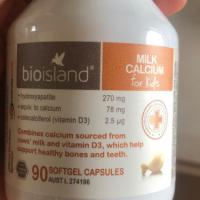 bioisland®
MILK
CALCIUM
for kids
• hydroxyapatite 270 mg
• equiv. to calcium 78 mg
• colecalciferol (vitamin D3) 2.5 µg
Combines calcium sourced from
cows' milk and vitamin D3, which help
support healthy bones and teeth.
90 SOFTGEL CAPSULES
AUST L 274186